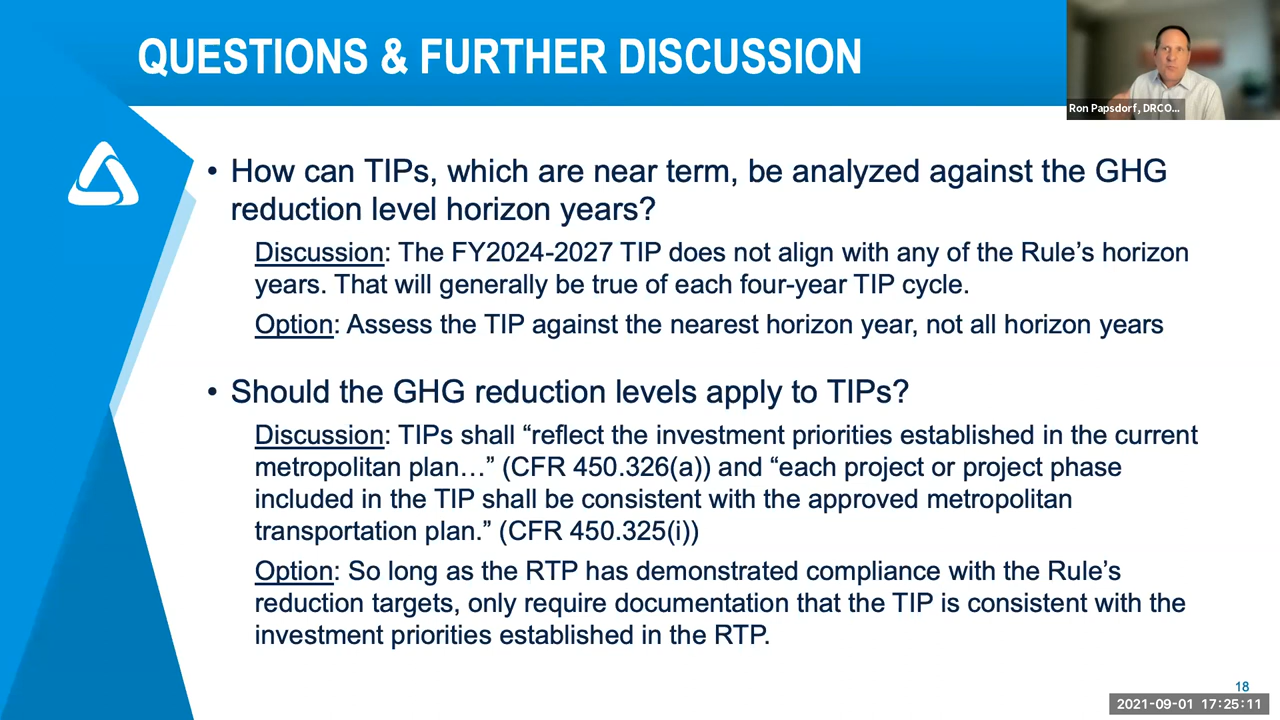 QUESTIONS & FURTHER DISCUSSION
Ron Papsdorf, DRCO...
• How can TIPs, which are near term, be analyzed against the GHG
reduction level horizon years?
Discussion: The FY2024-2027 TIP does not align with any of the Rule’s horizon
years. That will generally be true of each four-year TIP cycle.
Option: Assess the TIP against the nearest horizon year, not all horizon years
• Should the GHG reduction levels apply to TIPs?
Discussion: TIPs shall “reflect the investment priorities established in the current
metropolitan plan…” (CFR 450.326(a)) and “each project or project phase
included in the TIP shall be consistent with the approved metropolitan
transportation plan.” (CFR 450.325(i))
Option: So long as the RTP has demonstrated compliance with the Rule’s
reduction targets, only require documentation that the TIP is consistent with the
investment priorities established in the RTP.
18
2021-09-01 17:25:11